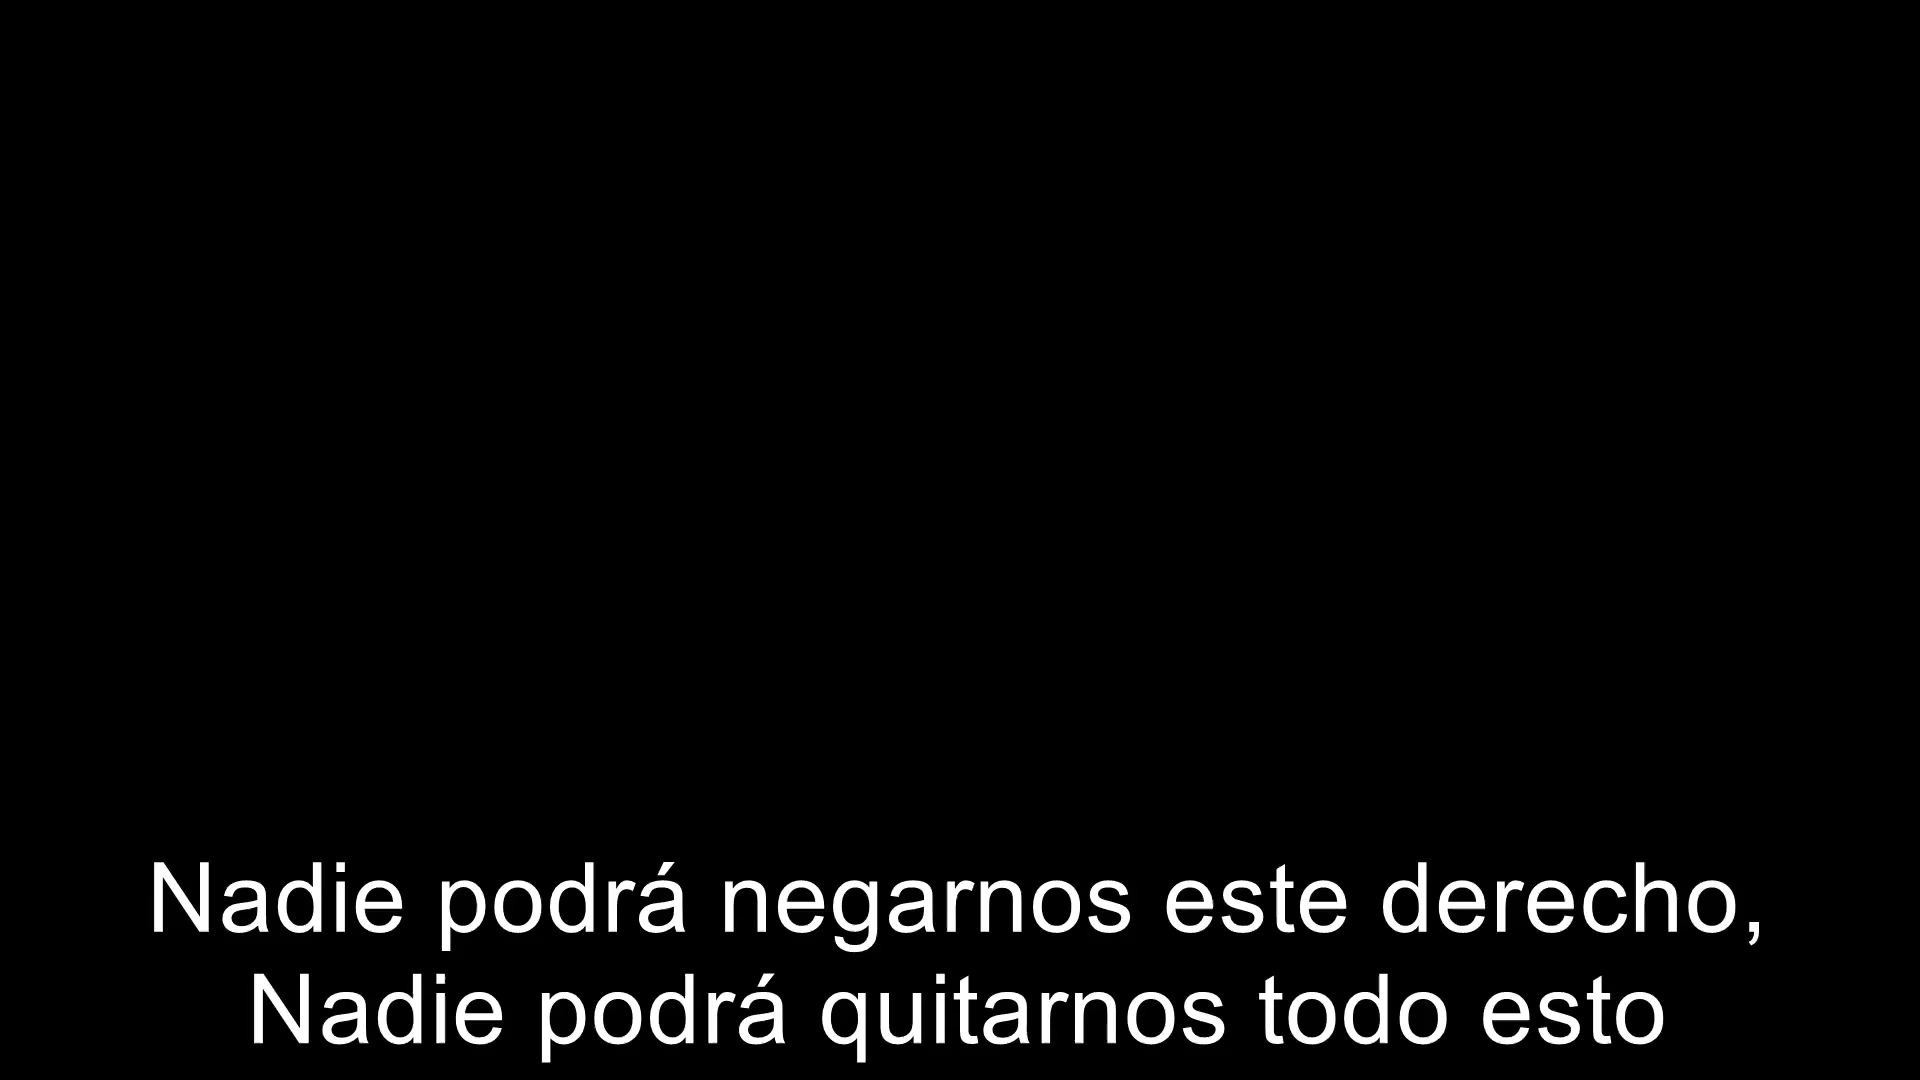 Nadie podrá negarnos este derecho,
Nadie podrá quitarnos todo esto